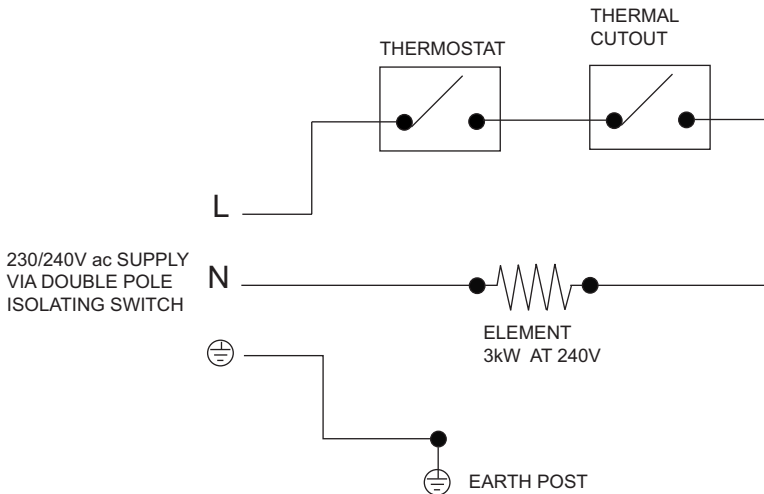 THERMAL
CUTOUT
THERMOSTAT
L
230/240V ac SUPPLY
VIA DOUBLE POLE
ISOLATING SWITCH
N
ELEMENT
3kW AT 240V
EARTH POST